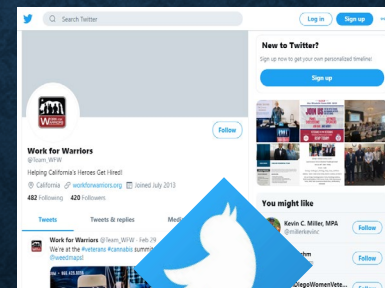 Search Twitter
Log in
Sign up
New to Twitter?
Sign up now to get your own personalized timeline!
Sign up
Follow
Work for Warriors
@Team_WFW
Helping California's Heroes Get Hired!
California workforwarriors.org Joined July 2013
482 Following 420 Followers
Tweets
Tweets & replies
Medi
You might like
Work for Warriors @Team_WFW · Feb 29
We're at the #veterans #cannabis summ
@weedmaps!
Kevin C. Miller, MPA
@millerkevinc
Follow
Follow
DiegoWomenVete...
Follow